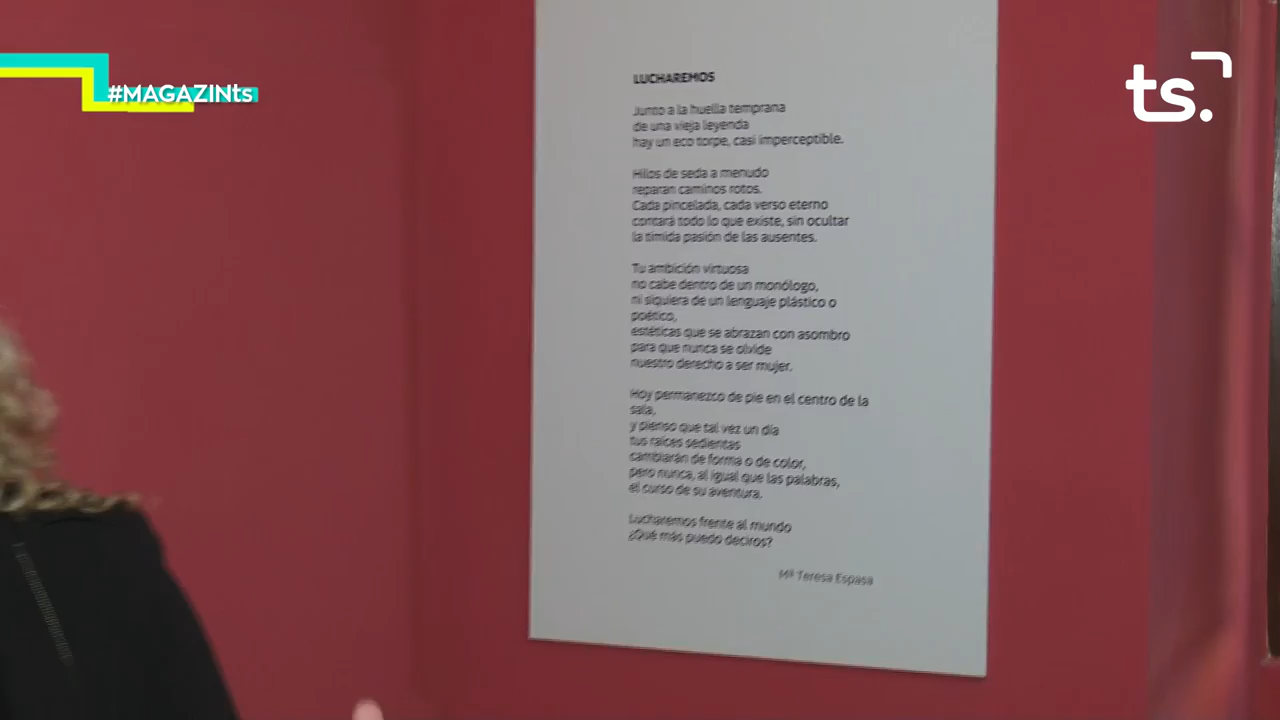 #MAGAZINts
ts.
LUCHAREMOS
Junto a la huella temprana
de una vieja leyenda
hay un eco torpe, casi imperceptible.
Hilos de seda a menudo
reparan caminos rotos.
Cada pincelada, cada verso eterno
contará todo lo que existe, sin ocultar
la tímida pasión de las ausentes.
Tu ambición virtuosa
no cabe dentro de un monólogo,
ni siquiera de un lenguaje plástico o
poético,
estéticas que se abrazan con asombro
para que nunca se olvide
nuestro derecho a ser mujer.
Hoy permanezco de pie en el centro de la
sala,
y pienso que tal vez un día
tus raíces sedientas
cambiarán de forma o de color,
pero nunca, al igual que las palabras,
el curso de su aventura.
Lucharemos frente al mundo
¿Qué más puedo deciros?
Mª Teresa Espasa